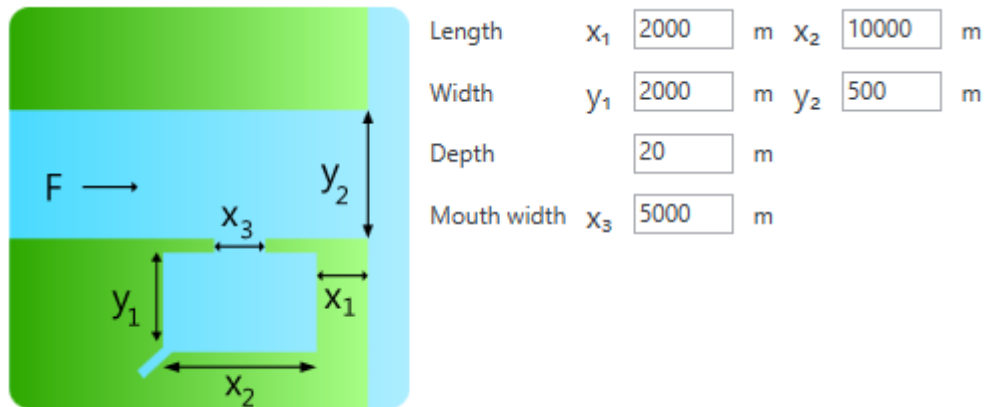 F
x3
y2
y1
x1
x2
Length x₁ 2000 m x₂ 10000 m
Width y₁ 2000 m y₂ 500 m
Depth 20 m
Mouth width x₃ 5000 m